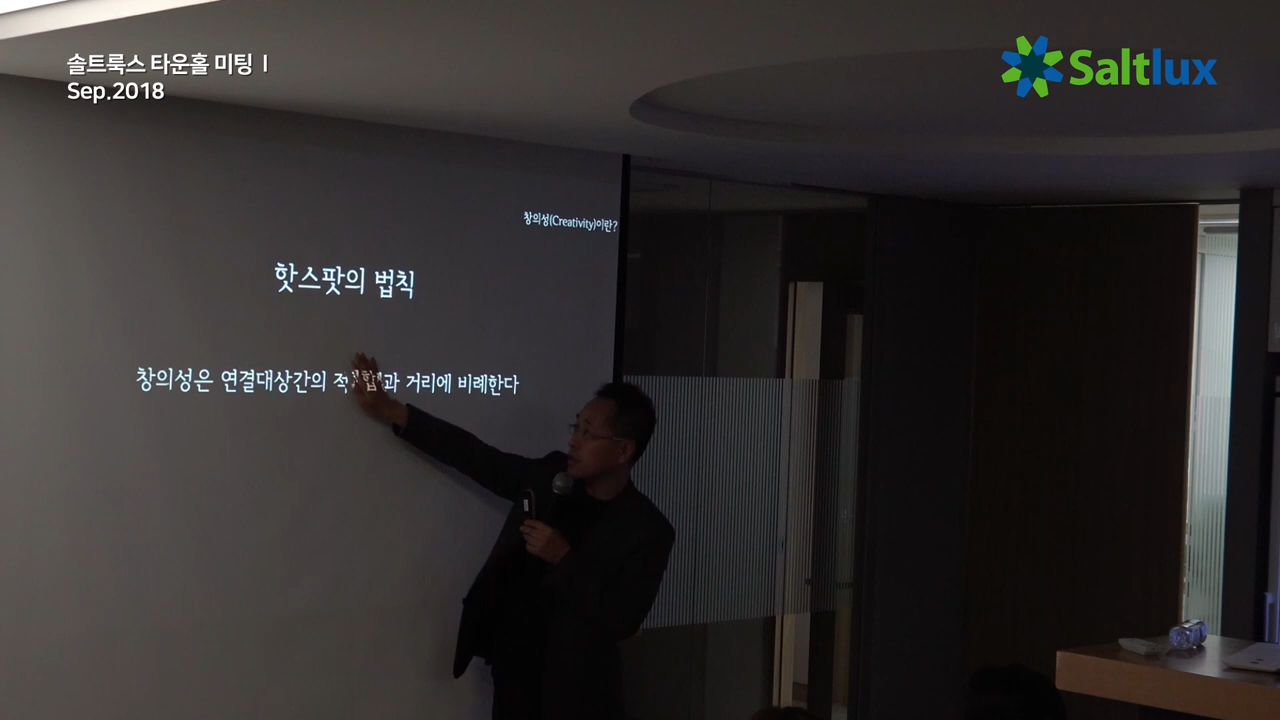 솔트룩스 타운홀 미팅 I
Sep.2018
Saltlux
창의성(Creativity)이란?
핫스팟의 법칙
창의성은 연결대상간의 적합성과 거리에 비례한다